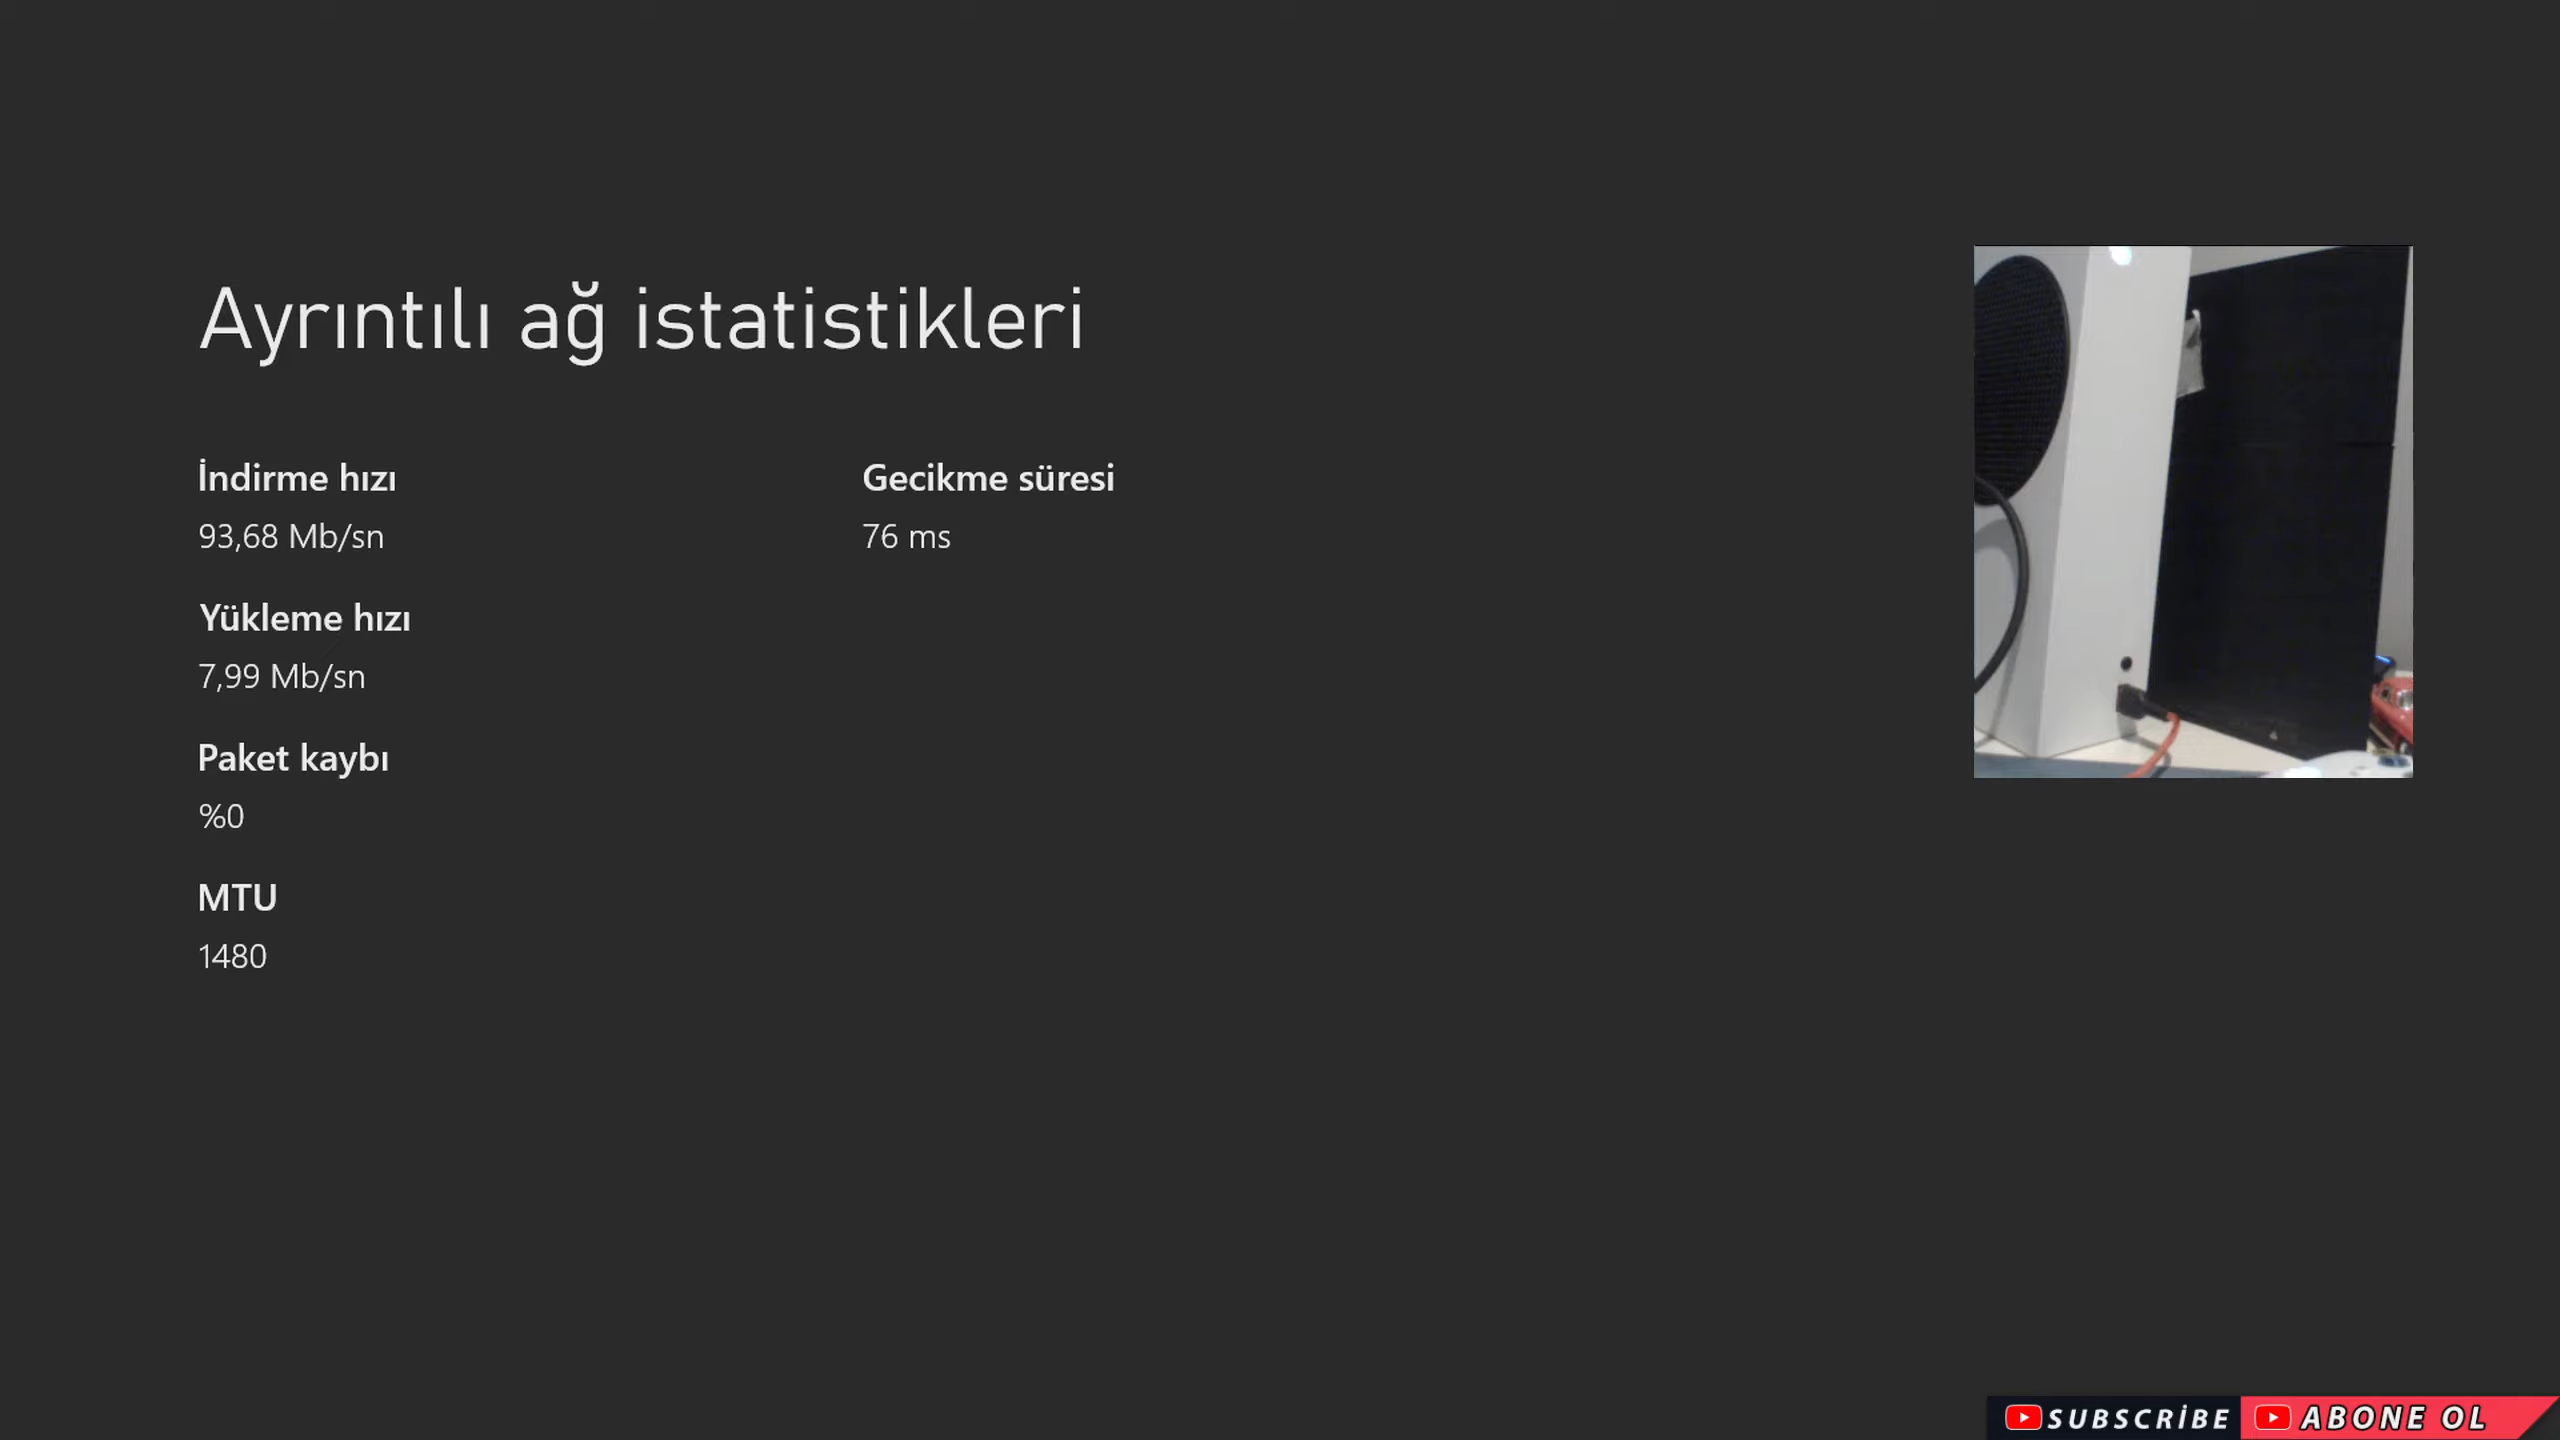 Ayrıntılı ağ istatistikleri
İndirme hızı
93,68 Mb/sn
Yükleme hızı
7,99 Mb/sn
Paket kaybı
%0
MTU
1480
Gecikme süresi
76 ms
SUBSCRİBE ABONE OL